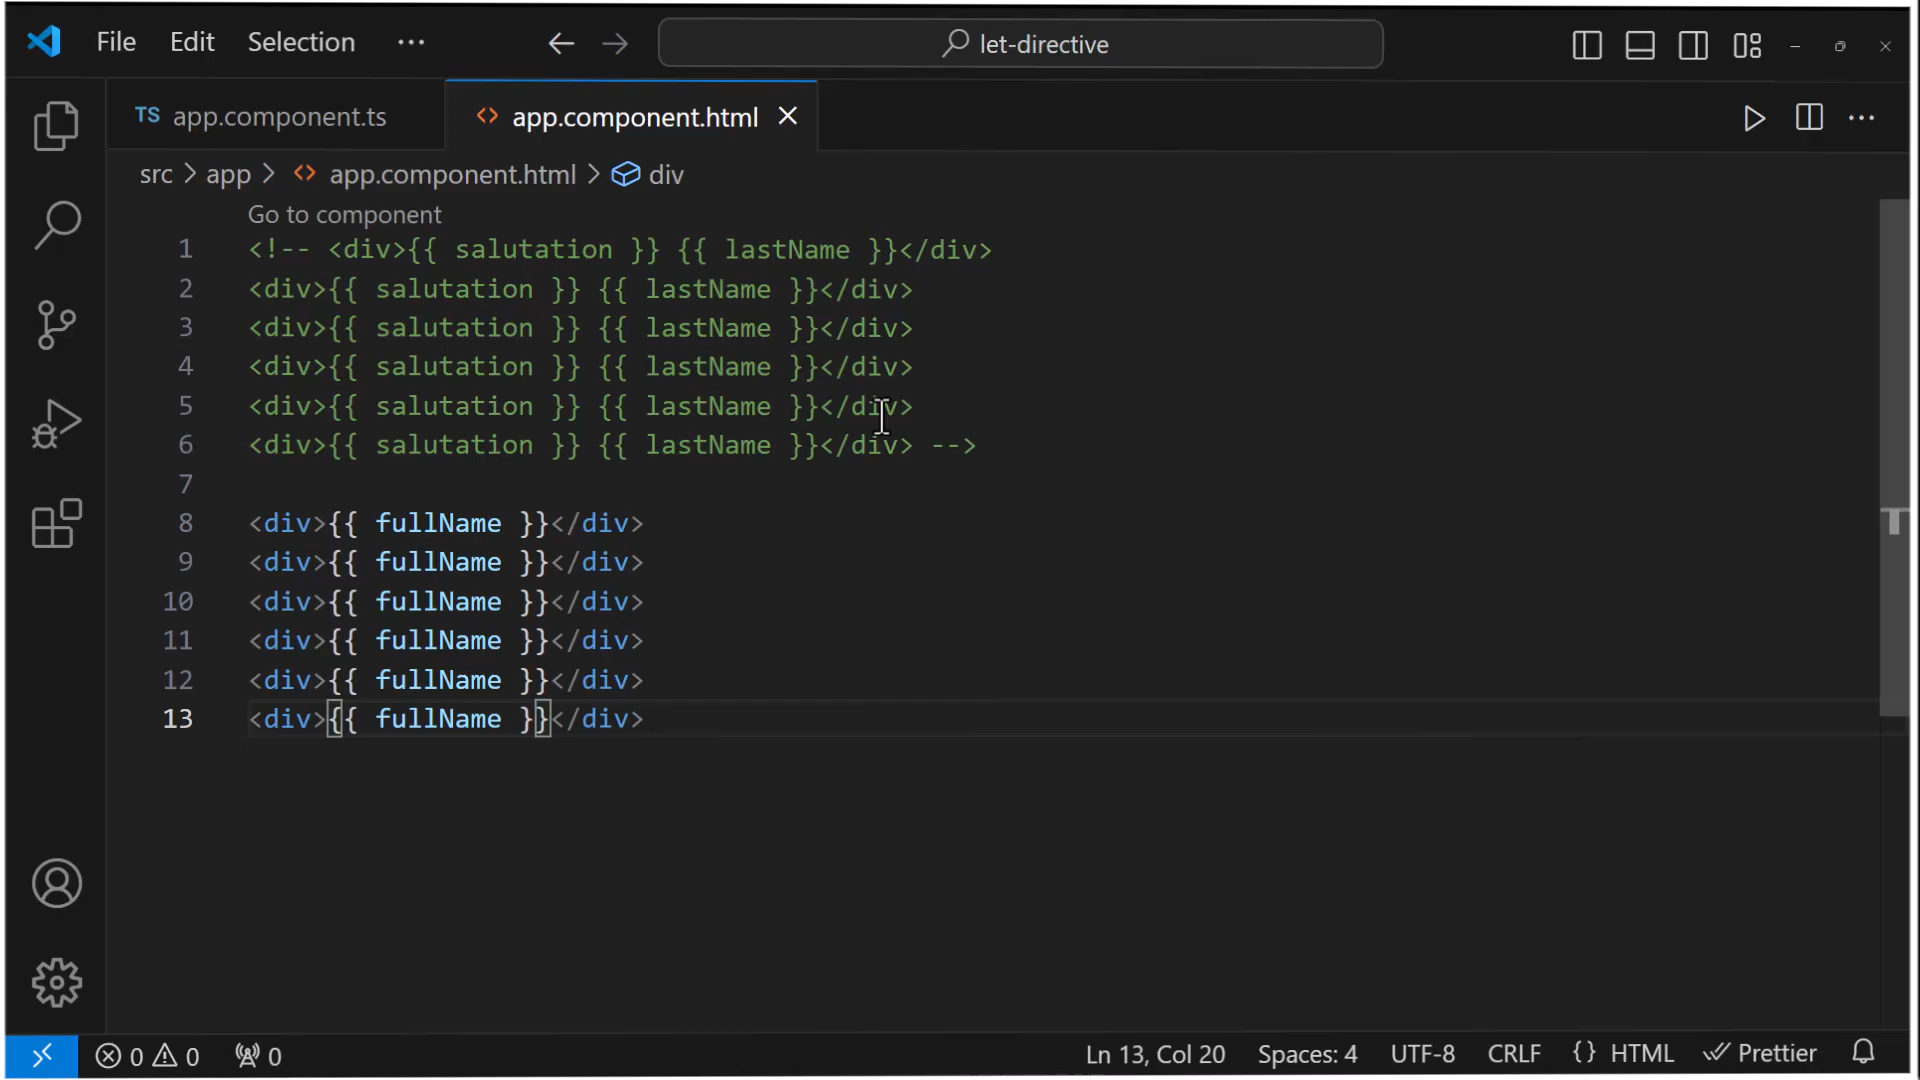 File Edit Selection ··· let-directive
TS app.component.ts <> app.component.html
src > app > <> app.component.html > div
Go to component
1 <!-- <div>{{ salutation }} {{ lastName }}</div>
2 <div>{{ salutation }} {{ lastName }}</div>
3 <div>{{ salutation }} {{ lastName }}</div>
4 <div>{{ salutation }} {{ lastName }}</div>
5 <div>{{ salutation }} {{ lastName }}</div>
6 <div>{{ salutation }} {{ lastName }}</div> -->
7
8 <div>{{ fullName }}</div>
9 <div>{{ fullName }}</div>
10 <div>{{ fullName }}</div>
11 <div>{{ fullName }}</div>
12 <div>{{ fullName }}</div>
13 <div>{{ fullName }}</div>
0 0 0 Ln 13, Col 20 Spaces: 4 UTF-8 CRLF {} HTML Prettier